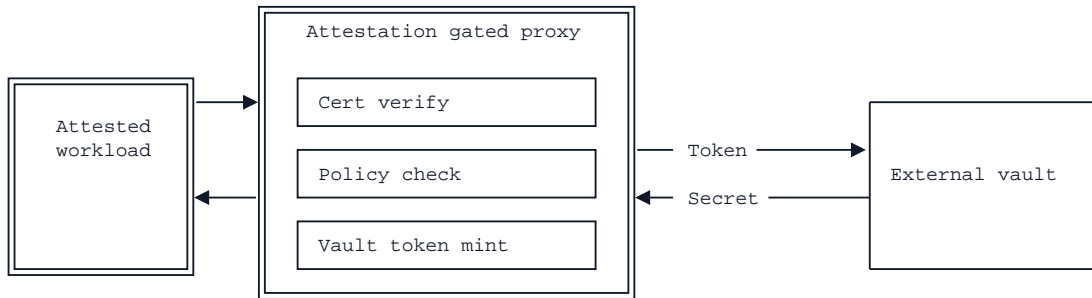 Attestation gated proxy
Attested
workload
Cert verify
Policy check
Vault token mint
Token
Secret
External vault